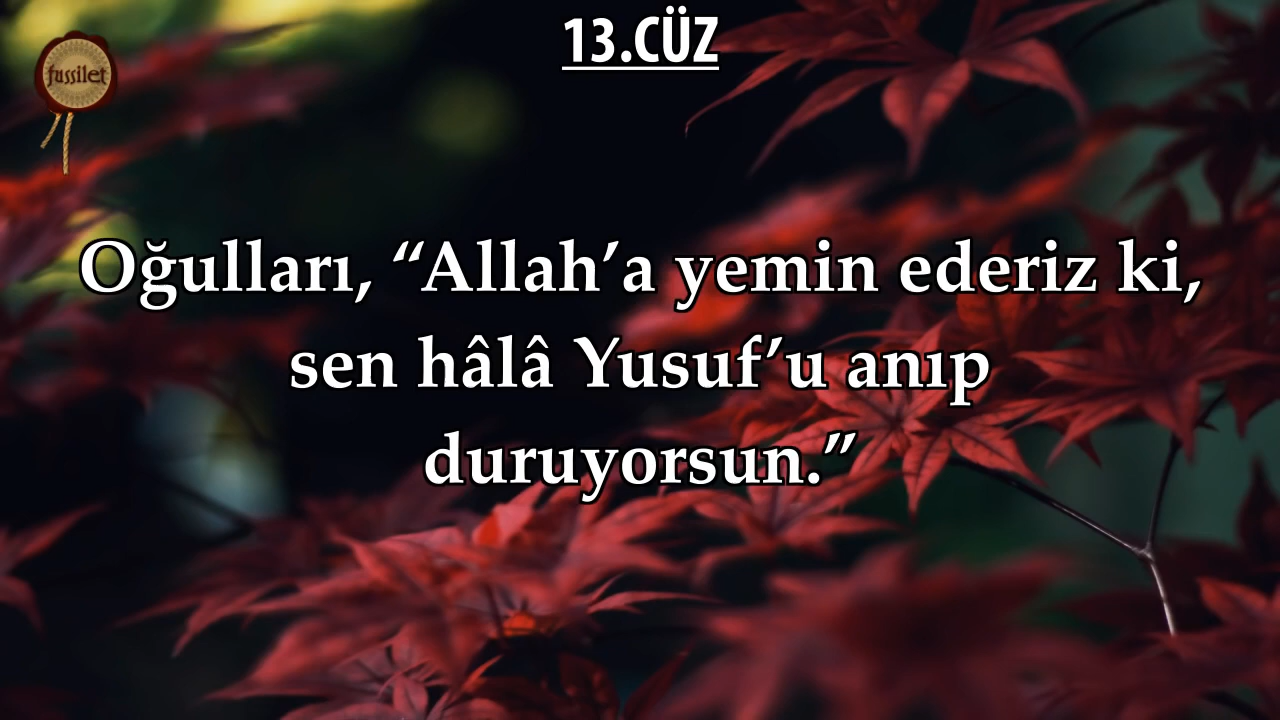 13.CÜZ
fussilet
Oğulları, “Allah’a yemin ederiz ki,
sen hâlâ Yusuf’u anıp
duruyorsun.”